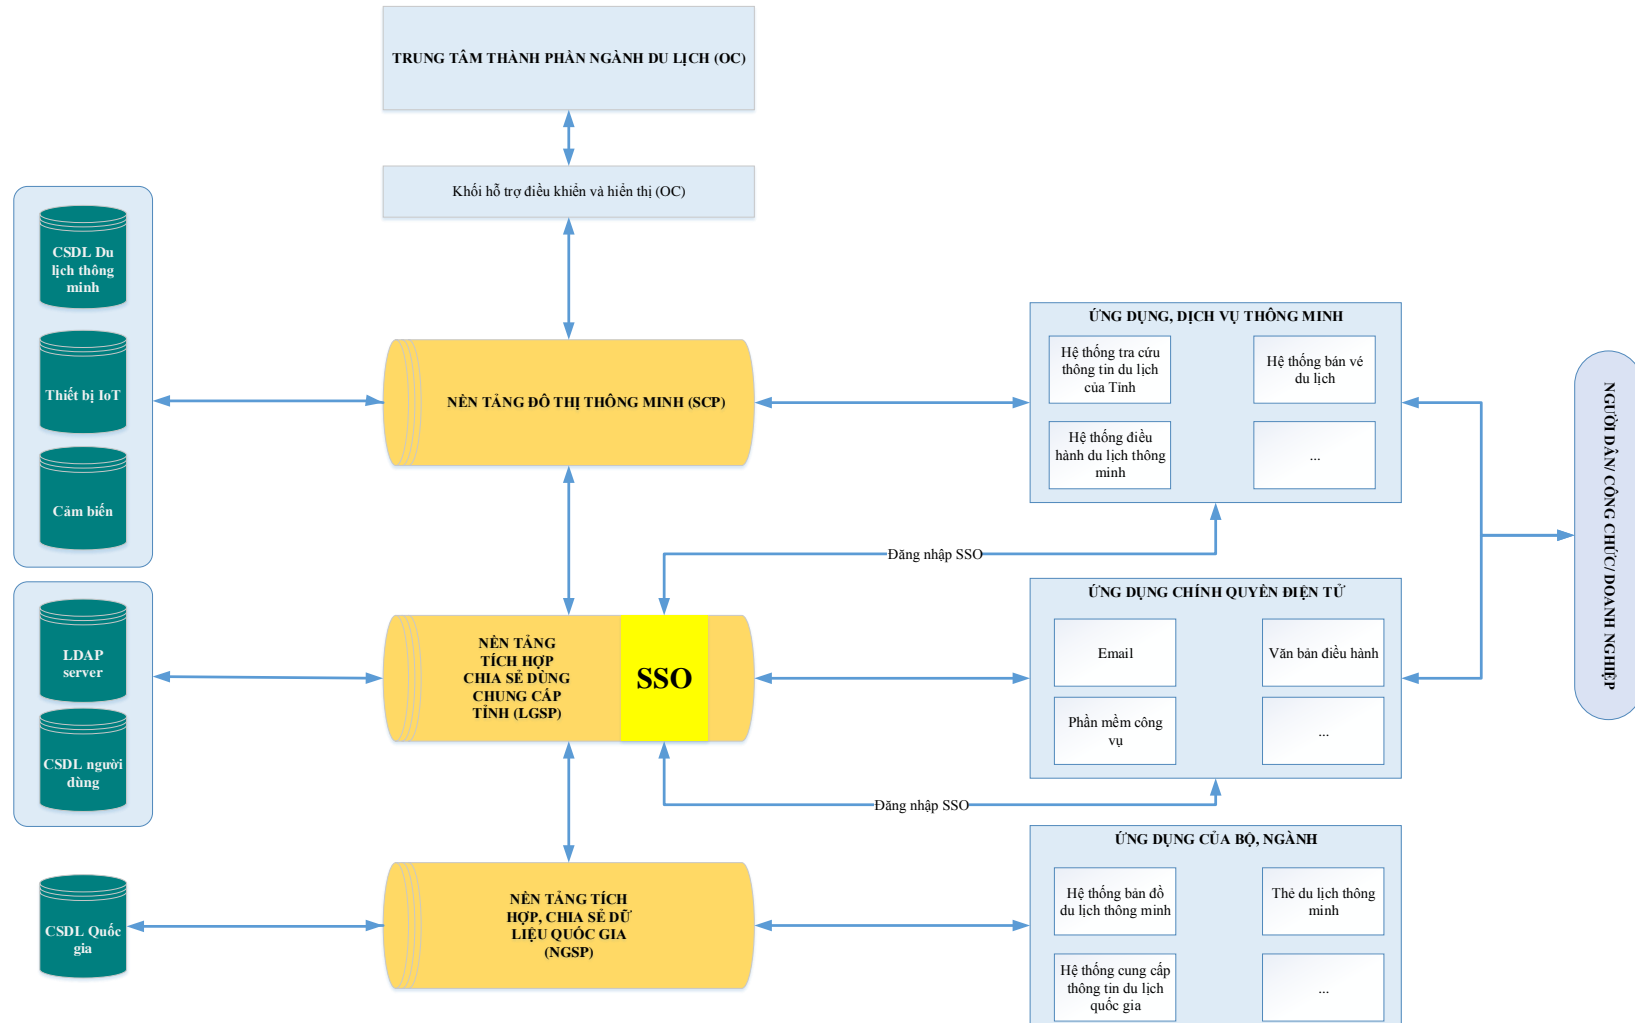 TRUNG TÂM THÀNH PHẦN NGÀNH DU LỊCH (OC)
Khối hỗ trợ điều khiển và hiển thị (OC)
CSDL Du
lịch thông
minh
Thiết bị IoT
Cảm biến
NỀN TẢNG ĐÔ THỊ THÔNG MINH (SCP)
ỨNG DỤNG, DỊCH VỤ THÔNG MINH
Hệ thống tra cứu
thông tin du lịch
của Tỉnh
Hệ thống bán vé
du lịch
Hệ thống điều
hành du lịch thông
minh
...
NGƯỜI DÂN/ CÔNG CHỨC/ DOANH NGHIỆP
Đăng nhập SSO
LDAP
server
CSDL người
dùng
NỀN TẢNG
TÍCH HỢP
CHIA SẺ DÙNG
CHUNG CẤP
TỈNH (LGSP)
SSO
ỨNG DỤNG CHÍNH QUYỀN ĐIỆN TỬ
Email
Văn bản điều hành
Phần mềm công
vụ
...
Đăng nhập SSO
CSDL Quốc
gia
NỀN TẢNG TÍCH
HỢP, CHIA SẺ DỮ
LIỆU QUỐC GIA
(NGSP)
ỨNG DỤNG CỦA BỘ, NGÀNH
Hệ thống bản đồ
du lịch thông minh
Thẻ du lịch thông
minh
Hệ thống cung cấp
thông tin du lịch
quốc gia
...